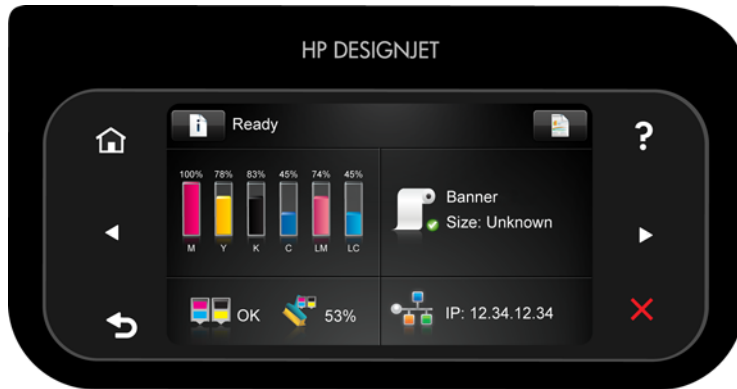 HP DESIGNJET
Ready
?
100% 78% 83% 45% 74% 45%
M Y K C LM LC
Banner
Size: Unknown
OK
53%
IP: 12.34.12.34